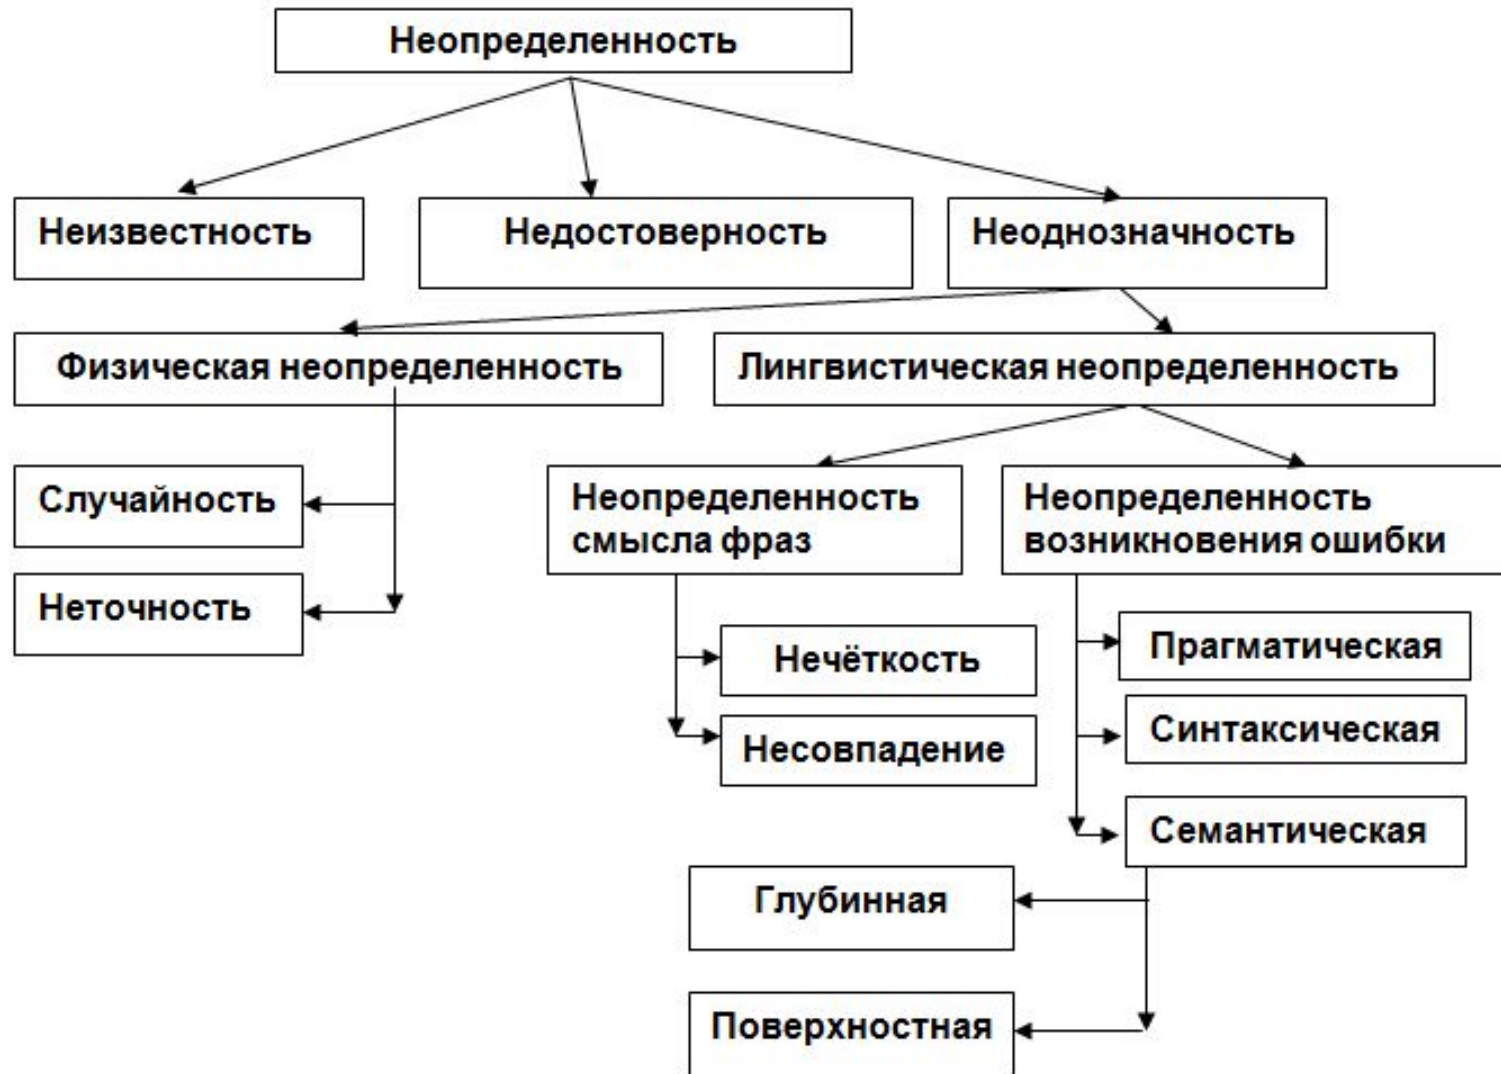 Неопределенность
Неизвестность
Недостоверность
Неоднозначность
Физическая неопределенность
Лингвистическая неопределенность
Случайность
Неточность
Неопределенность
смысла фраз
Неопределенность
возникновения ошибки
Нечёткость
Несовпадение
Прагматическая
Синтаксическая
Семантическая
Глубинная
Поверхностная